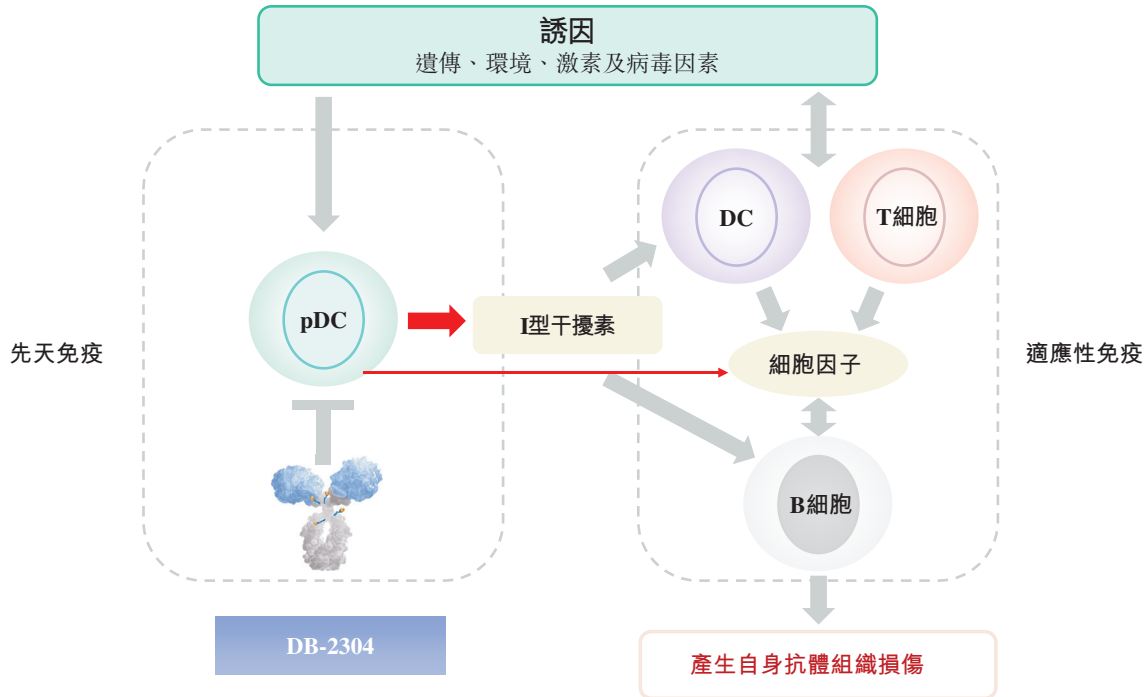 誘因
遺傳、環境、激素及病毒因素
DC
T細胞
pDC
I型干擾素
先天免疫
細胞因子
適應性免疫
B細胞
DB-2304
產生自身抗體組織損傷